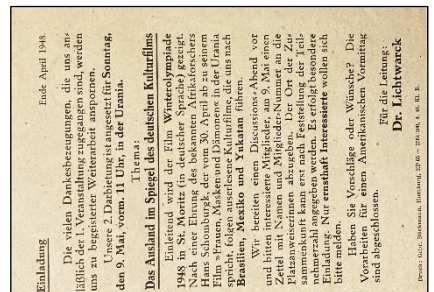 Einladung Ende April 1948.
Die vielen Dankesbezeugungen, die uns an-
läßlich der 1. Veranstaltung zugegangen sind, werden
uns zu begeisterter Weiterarbeit anspornen.
Unsere 2. Darbietung ist angesetzt für Sonntag,
den 9. Mai, vorm. 11 Uhr, in der Urania.
Thema:
Das Ausland im Spiegel des deutschen Kulturfilms
Einleitend wird der Film Winterolympiade
1948 in St. Moritz (in deutscher Sprache) gezeigt.
Nach einer Ehrung des bekannten Afrikaforschers
Hans Schomburgk, der vom 30. April ab zu seinem
Film »Frauen, Masken und Dämonen« in der Urania
spricht, folgen auserlesene Kulturfilme, die uns nach
Brasilien, Mexiko und Yukatan führen.
Wir bereiten einen Discussions-Abend vor
und bitten interessierte Mitglieder, am 9. Mai einen
Zettel mit Namen und Mitglieder-Nummer an die
Platzanweiserinnen abzugeben. Der Ort der Zu-
sammenkunft kann erst nach Feststellung der Teil-
nehmerzahl angegeben werden. Es erfolgt besondere
Einladung. Nur ernsthaft Interessierte wollen sich
bitte melden.
Haben Sie Vorschläge oder Wünsche? Die
Vorarbeiten für einen Amerikanischen Vormittag
sind abgeschlossen.
Für die Leitung:
Dr. Lichtwarck